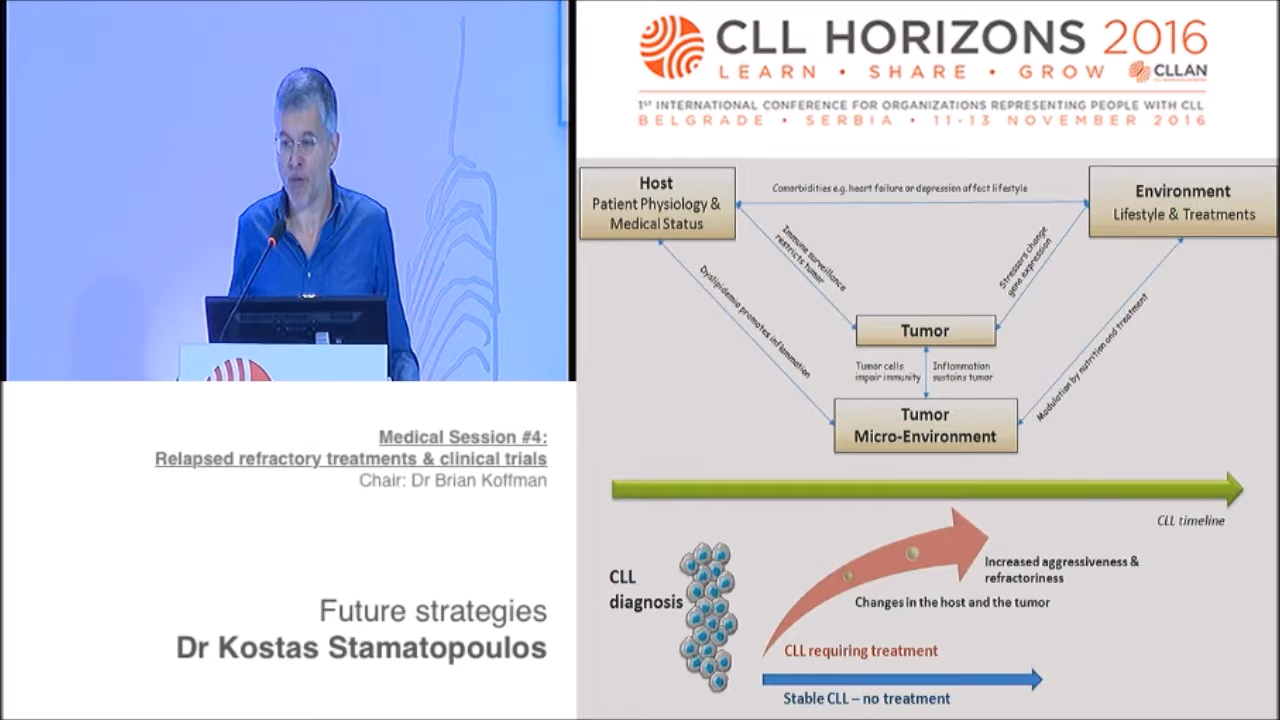 CLL HORIZONS 2016
LEARN • SHARE • GROW CLLAN
1ST INTERNATIONAL CONFERENCE FOR ORGANIZATIONS REPRESENTING PEOPLE WITH CLL
BELGRADE • SERBIA • 11-13 NOVEMBER 2016
Host
Patient Physiology &
Medical Status
Comorbidities e.g. heart failure or depression affect lifestyle
Environment
Lifestyle & Treatments
Immune surveillance
restricts tumor
Stressors change
gene expression
Dyslipidemia promotes inflammation
Modulation by nutrition and treatment
Tumor
Tumor cells
impair immunity
Inflammation
sustains tumor
Tumor
Micro-Environment
CLL timeline
CLL
diagnosis
Increased aggressiveness &
refractoriness
Changes in the host and the tumor
CLL requiring treatment
Stable CLL – no treatment
Medical Session #4:
Relapsed refractory treatments & clinical trials
Chair: Dr Brian Koffman
Future strategies
Dr Kostas Stamatopoulos